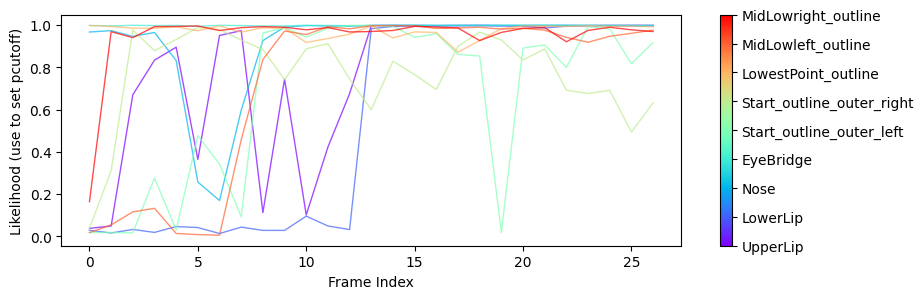 Likelihood (use to set pcutoff)
1.0
0.8
0.6
0.4
0.2
0.0
0
5
10
15
20
25
Frame Index
MidLowright_outline
MidLowleft_outline
LowestPoint_outline
Start_outline_outer_right
Start_outline_outer_left
EyeBridge
Nose
LowerLip
UpperLip